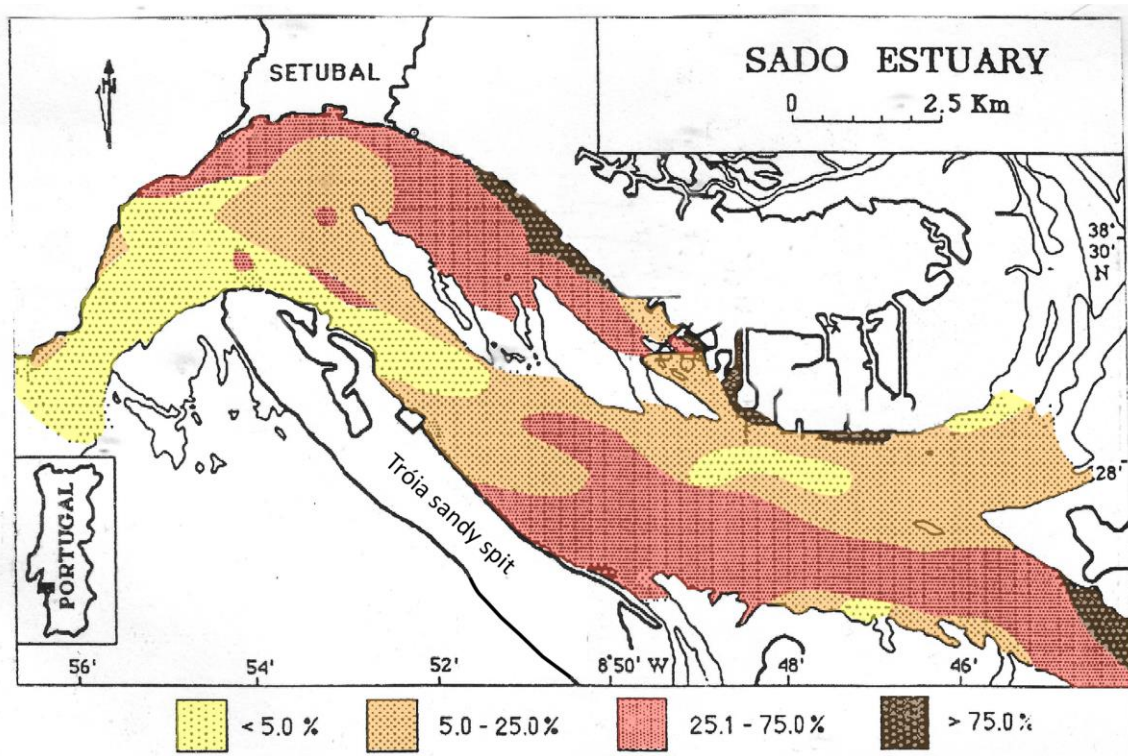 SADO ESTUARY
0 2.5 Km
SETUBAL
N
38°
30'
N
28'
Tróia sandy spit
PORTUGAL
56' 54' 52' 8°50' W 48' 46'
< 5.0 % 5.0 - 25.0 % 25.1 - 75.0 % > 75.0 %